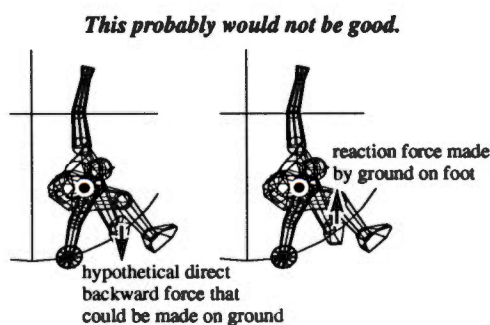 This probably would not be good.
reaction force made
by ground on foot
hypothetical direct
backward force that
could be made on ground